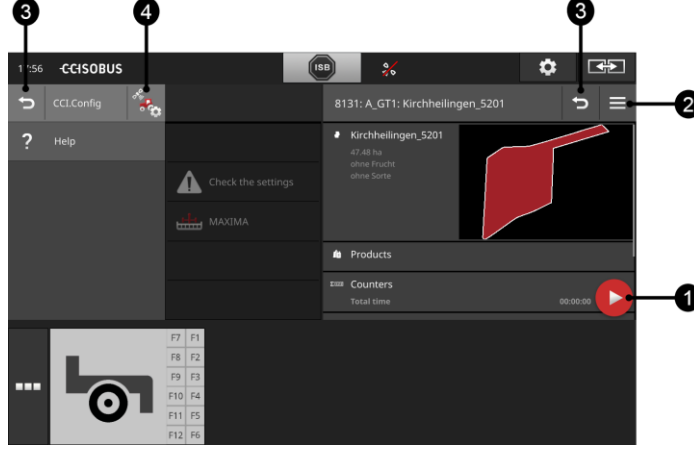 3
4
3
17:56
CCISOBUS
ISB
CCI.Config
8131: A_GT1: Kirchheilingen_5201
2
? Help
Kirchheilingen_5201
47.48 ha
ohne Frucht
ohne Sorte
Check the settings
MAXIMA
Products
Counters
Total time 00:00:00
1
F7 F1
F8 F2
F9 F3
F10 F4
F11 F5
F12 F6